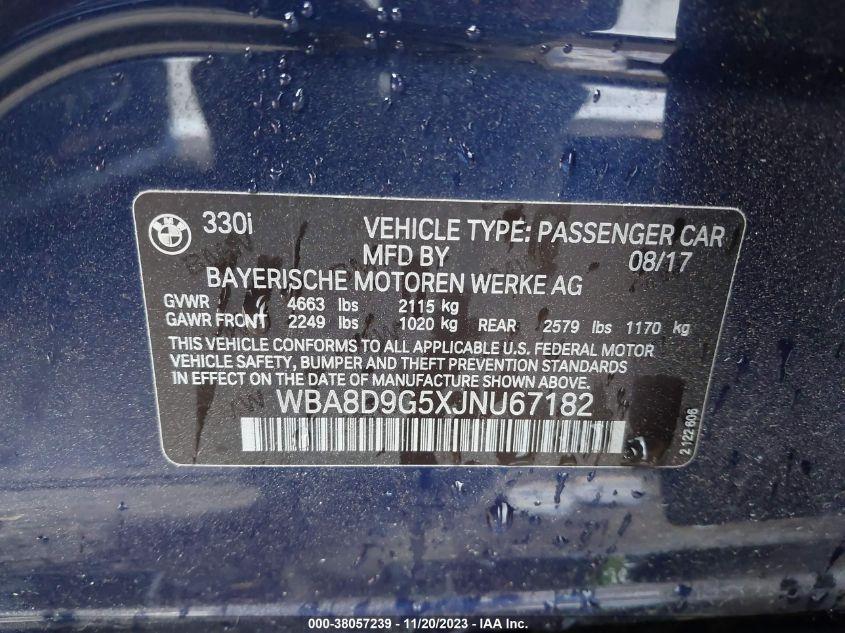 BMW 330i VEHICLE TYPE: PASSENGER CAR
MFD BY 08/17
BAYERISCHE MOTOREN WERKE AG
GVWR 4663 lbs 2115 kg
GAWR FRONT 2249 lbs 1020 kg REAR 2579 lbs 1170 kg
THIS VEHICLE CONFORMS TO ALL APPLICABLE U.S. FEDERAL MOTOR
VEHICLE SAFETY, BUMPER AND THEFT PREVENTION STANDARDS
IN EFFECT ON THE DATE OF MANUFACTURE SHOWN ABOVE.
WBA8D9G5XJNU67182
2 122 606
000-38057239 - 11/20/2023 - IAA Inc.